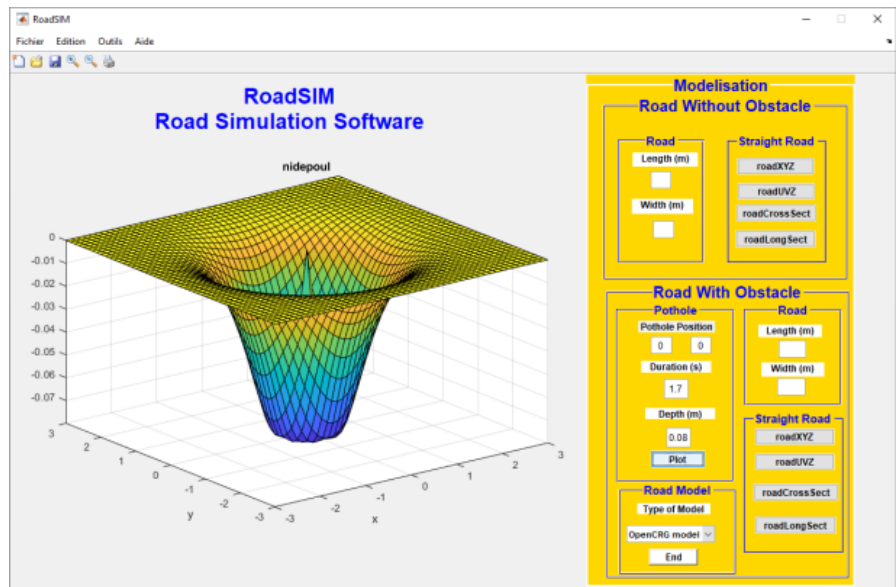 RoadSIM
Fichier Edition Outils Aide
RoadSIM
Road Simulation Software
nidepoul
0
-0.01
-0.02
-0.03
-0.04
-0.05
-0.06
-0.07
3
2
1
0
-1
-2
-3
y
-3
-2
-1
0
1
2
3
x
Modelisation
Road Without Obstacle
Road
Length (m)
Width (m)
Straight Road
roadXYZ
roadUVZ
roadCrossSect
roadLongSect
Road With Obstacle
Pothole
Pothole Position
0 0
Duration (s)
1.7
Depth (m)
0.08
Plot
Road
Length (m)
Width (m)
Straight Road
roadXYZ
roadUVZ
roadCrossSect
roadLongSect
Road Model
Type of Model
OpenCRG model
End